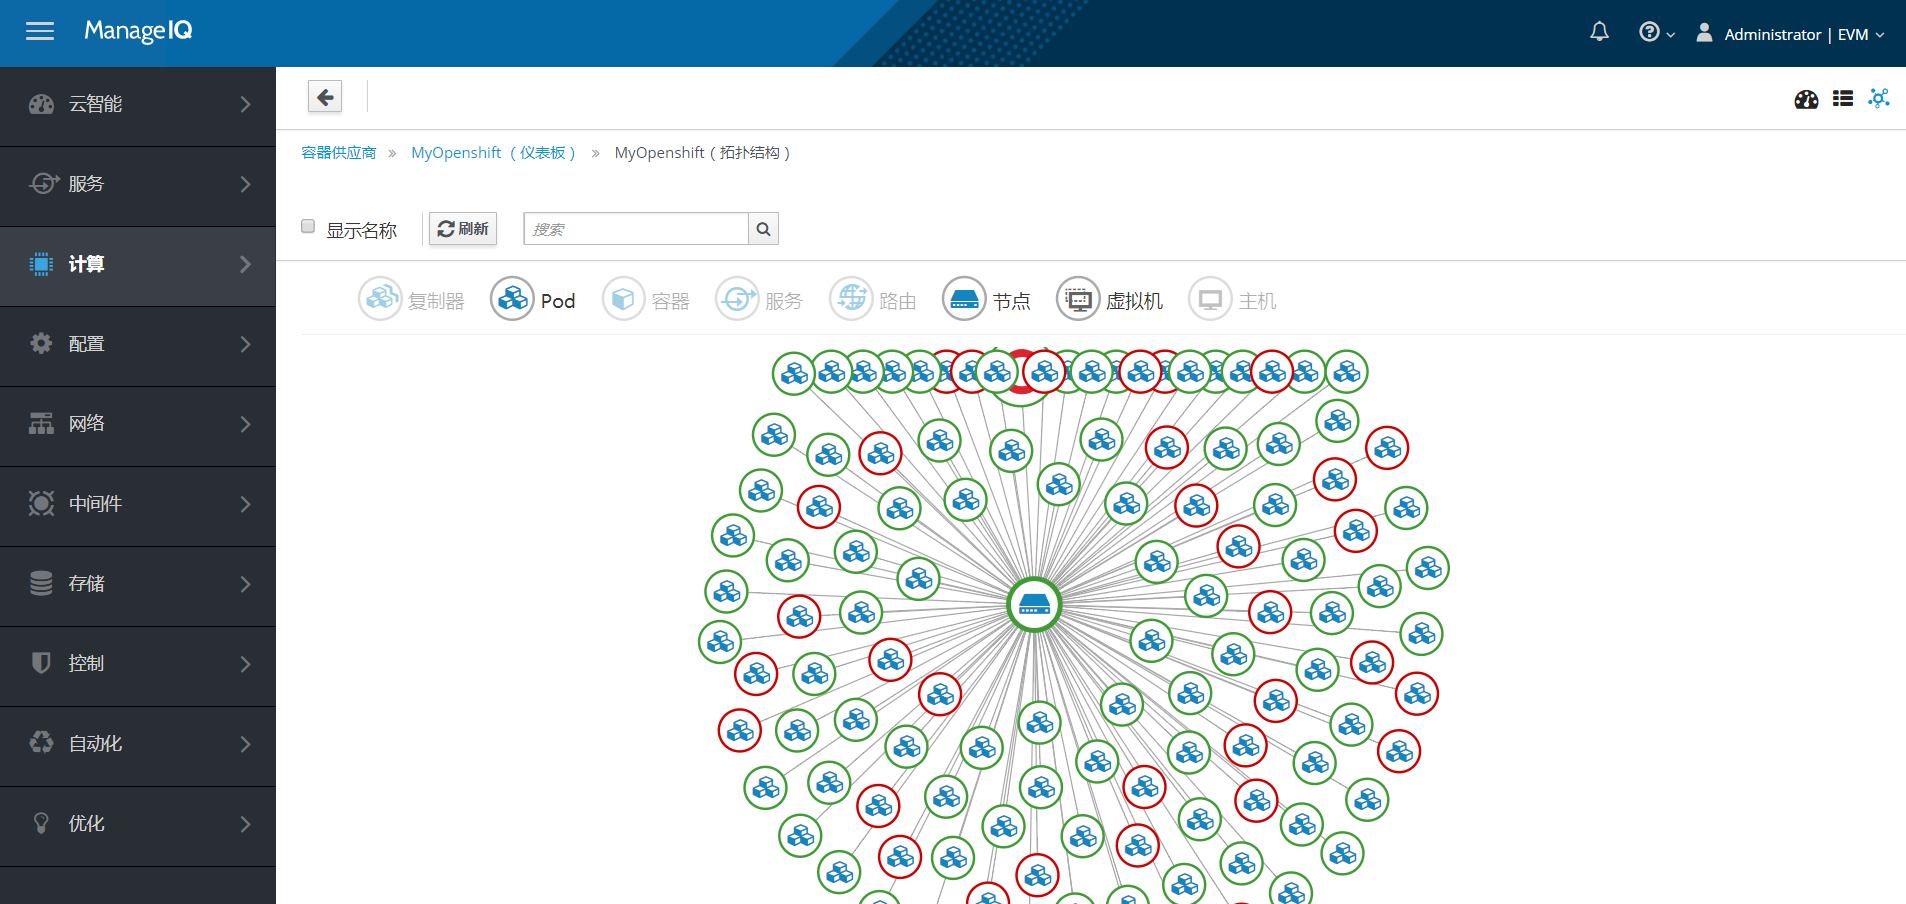 ManageIQ
Administrator | EVM
云智能
服务
计算
配置
网络
中间件
存储
控制
自动化
优化
容器供应商 » MyOpenshift （仪表板） » MyOpenshift（拓扑结构）
显示名称
刷新
搜索
复制器
Pod
容器
服务
路由
节点
虚拟机
主机